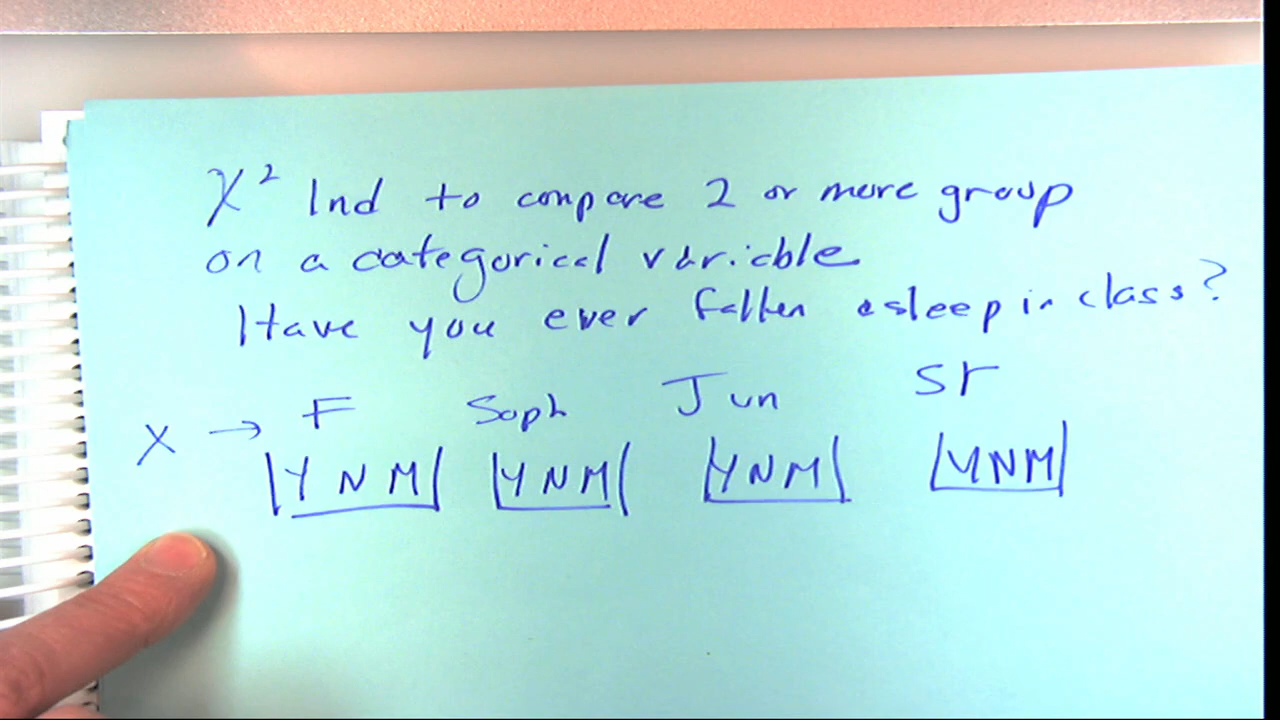 χ² Ind to compare 2 or more group
on a categorical variable
Have you ever fallen asleep in class?
X → F Soph Jun Sr
|Y N M| |Y N M| |Y N M| |Y N M|